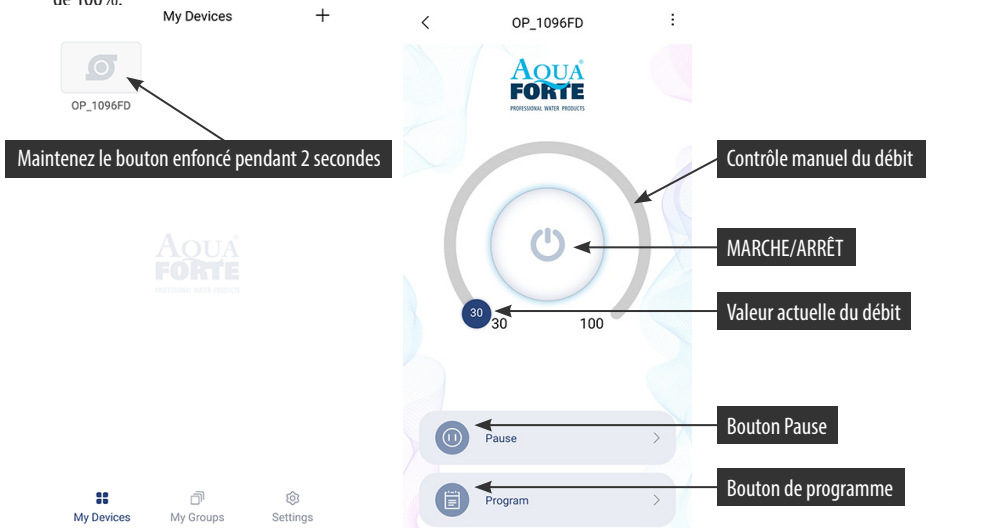 de 100%.
My Devices +
OP_1096FD
Maintenez le bouton enfoncé pendant 2 secondes
AQUA
FORTE
PROFESSIONAL WATER PRODUCTS
My Devices
My Groups
Settings
OP_1096FD
AQUA
FORTE
PROFESSIONAL WATER PRODUCTS
Contrôle manuel du débit
MARCHE/ARRÊT
Valeur actuelle du débit
30
30
100
Pause
Bouton Pause
Program
Bouton de programme